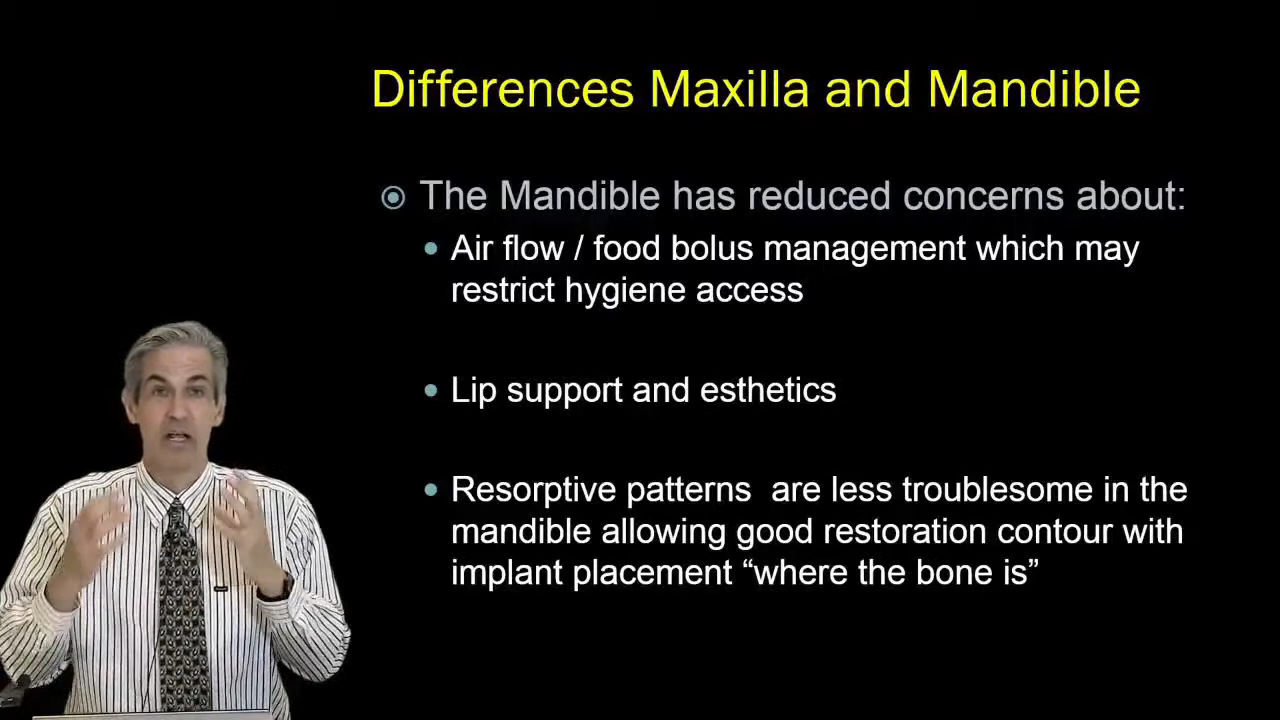 Differences Maxilla and Mandible
The Mandible has reduced concerns about:
Air flow / food bolus management which may
restrict hygiene access
Lip support and esthetics
Resorptive patterns  are less troublesome in the
mandible allowing good restoration contour with
implant placement “where the bone is”